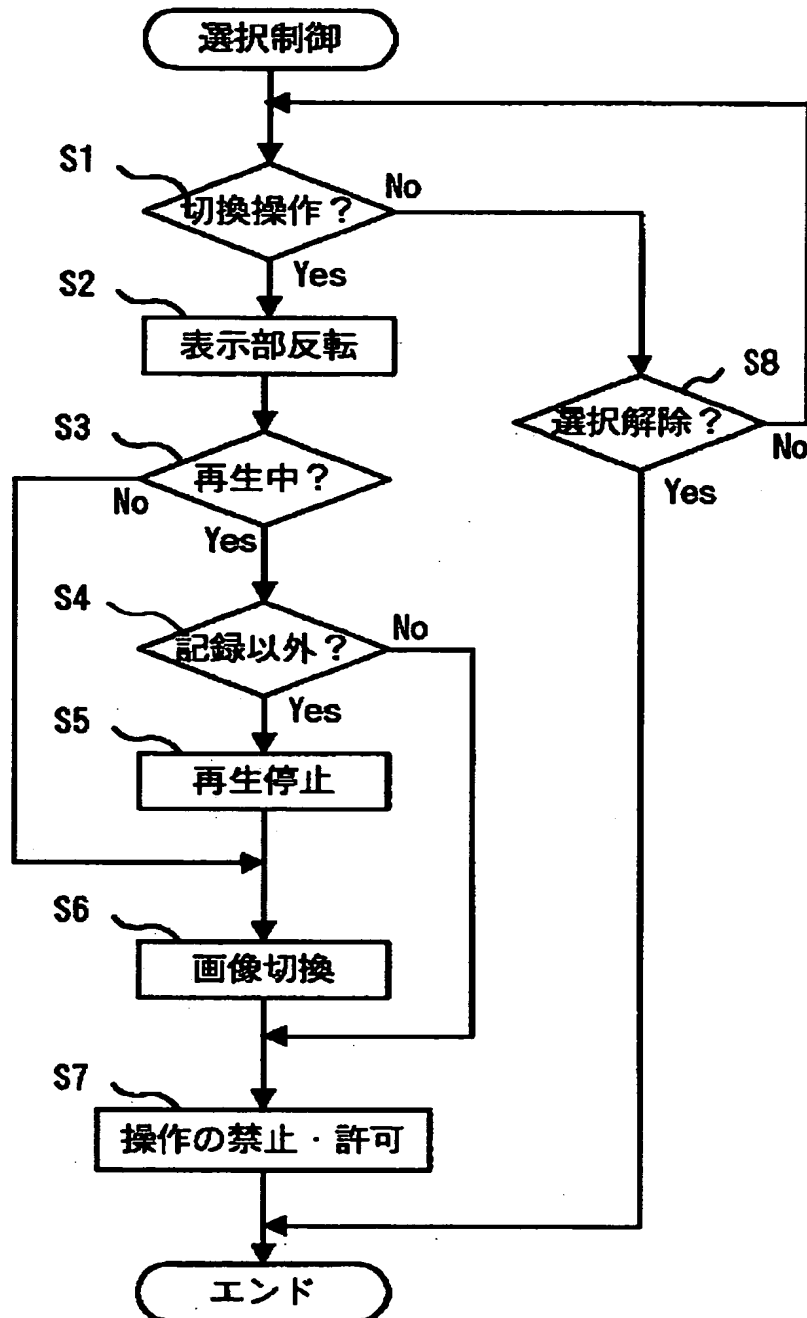 選択制御
S1
切換操作？
No
Yes
S2
表示部反転
S8
選択解除？
No
Yes
S3
再生中？
No
Yes
S4
記録以外？
No
Yes
S5
再生停止
S6
画像切換
S7
操作の禁止・許可
エンド